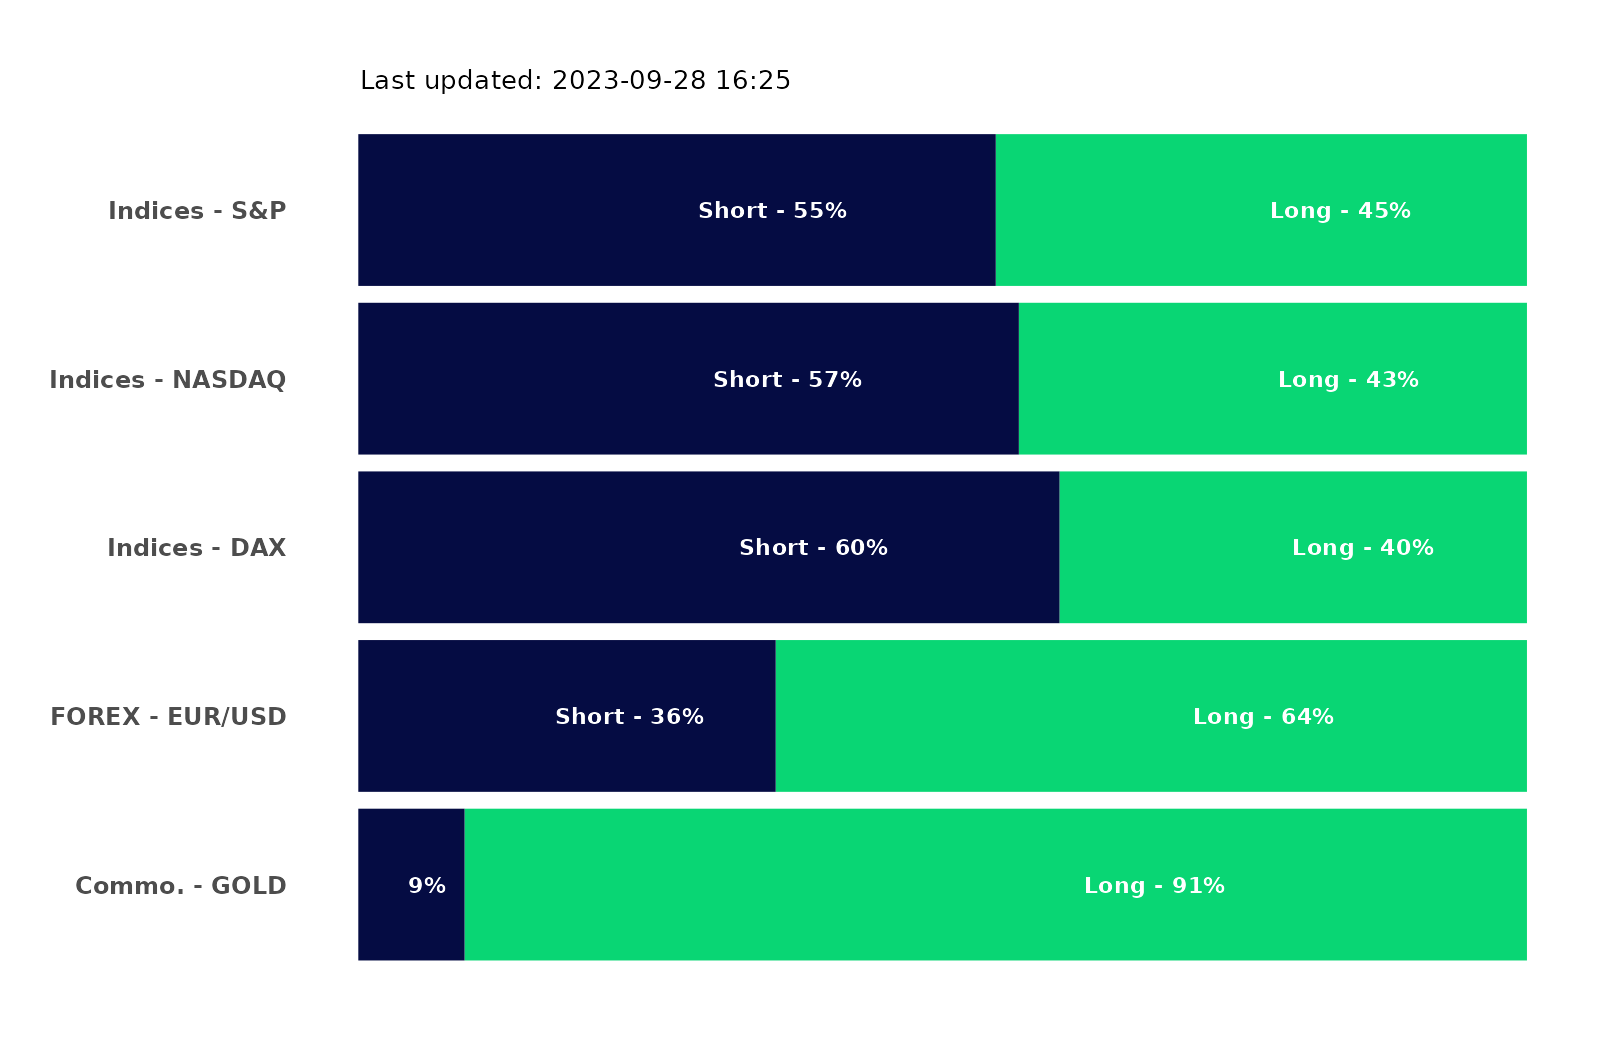 Last updated: 2023-09-28 16:25
Indices - S&P Short - 55% Long - 45%
Indices - NASDAQ Short - 57% Long - 43%
Indices - DAX Short - 60% Long - 40%
FOREX - EUR/USD Short - 36% Long - 64%
Commo. - GOLD 9% Long - 91%